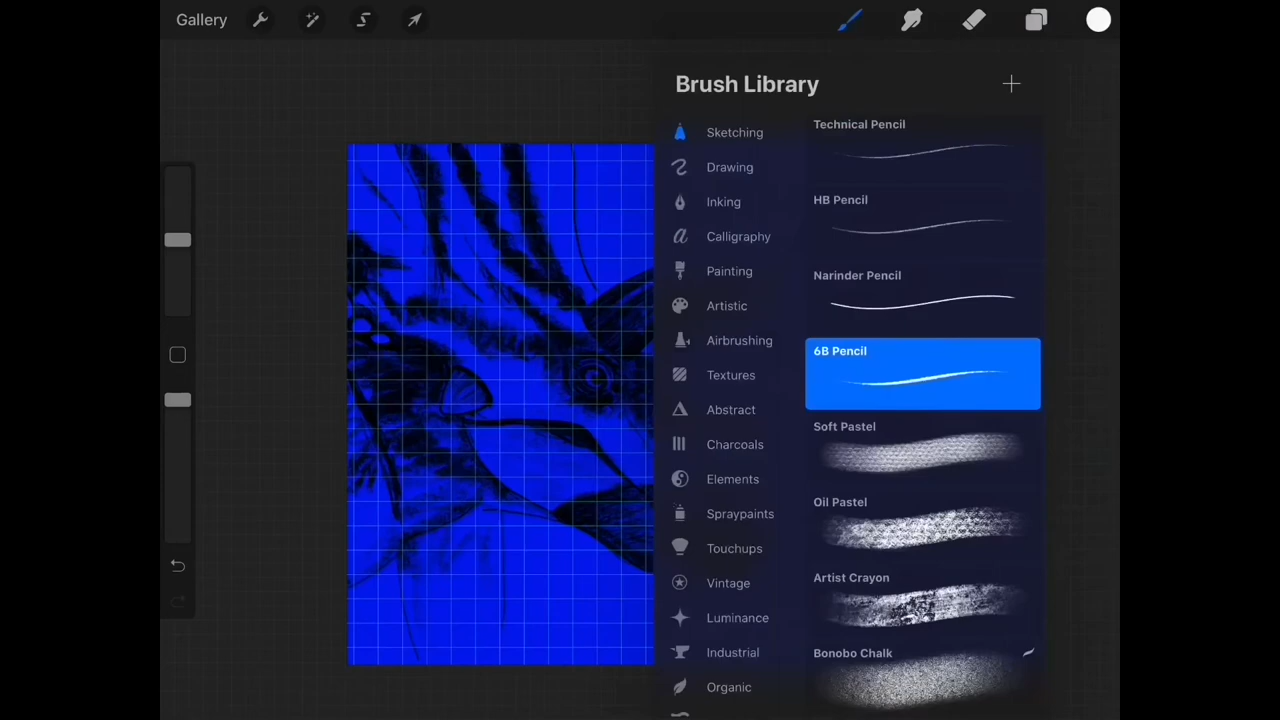 Gallery
Brush Library
Sketching
Drawing
Inking
Calligraphy
Painting
Artistic
Airbrushing
Textures
Abstract
Charcoals
Elements
Spraypaints
Touchups
Vintage
Luminance
Industrial
Organic
Technical Pencil
HB Pencil
Narinder Pencil
6B Pencil
Soft Pastel
Oil Pastel
Artist Crayon
Bonobo Chalk